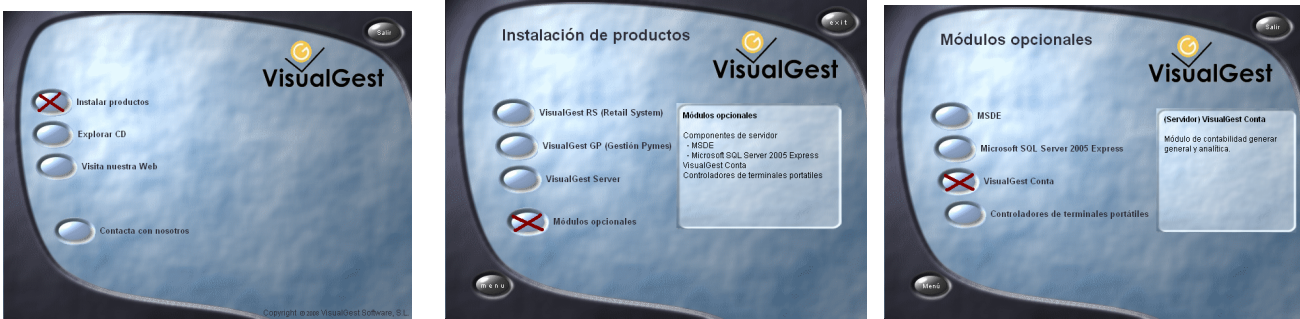 Salir
VisualGest
Instalar productos
Explorar CD
Visita nuestra Web
Contacta con nosotros
Copyright © 2005 VisualGest Software, S.L.
exit
Instalación de productos
VisualGest
VisualGest RS (Retail System)
VisualGest GP (Gestión Pymes)
VisualGest Server
Módulos opcionales
Módulos opcionales
Componentes de servidor
- MSDE
- Microsoft SQL Server 2005 Express
VisualGest Conta
Controladores de terminales portatiles
menu
Salir
Módulos opcionales
VisualGest
MSDE
Microsoft SQL Server 2005 Express
VisualGest Conta
Controladores de terminales portátiles
(Servidor) VisualGest Conta
Módulo de contabilidad generar
general y analítica.
Menú